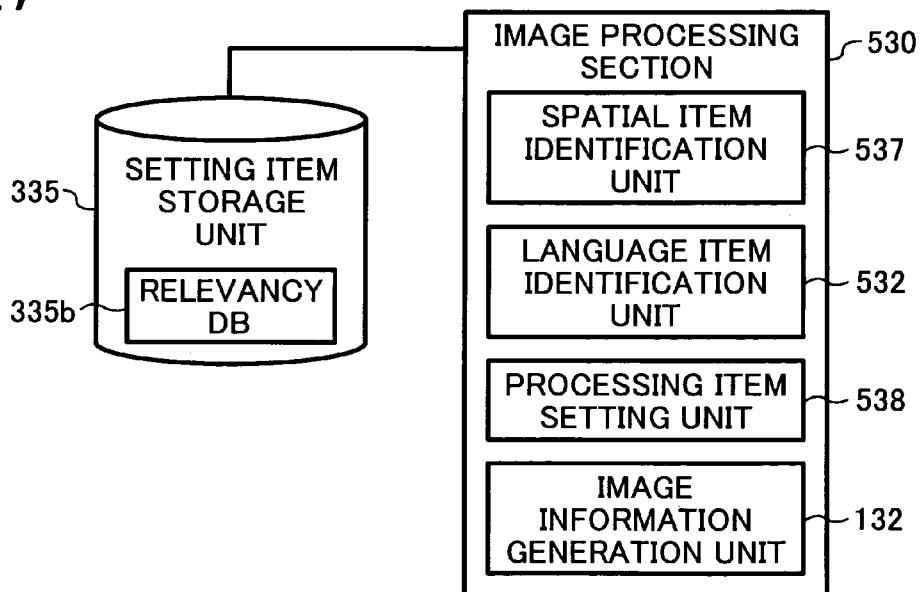 IMAGE PROCESSING
SECTION
530
SPATIAL ITEM
IDENTIFICATION
UNIT
537
SETTING ITEM
STORAGE
UNIT
335
LANGUAGE ITEM
IDENTIFICATION
UNIT
532
RELEVANCY
DB
335b
PROCESSING ITEM
SETTING UNIT
538
IMAGE
INFORMATION
GENERATION UNIT
132